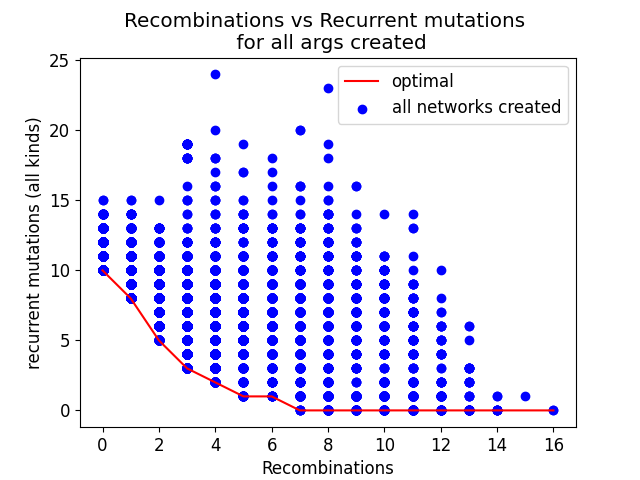 Recombinations vs Recurrent mutations
for all args created
optimal
all networks created
recurrent mutations (all kinds)
25
20
15
10
5
0
0 2 4 6 8 10 12 14 16
Recombinations